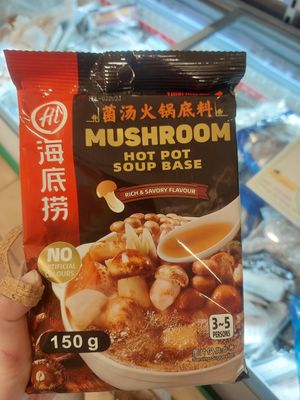 菌汤火锅底料
Hi
海底捞
MUSHROOM
HOT POT
SOUP BASE
RICH & SAVORY FLAVOUR
NO
ARTIFICIAL
COLOURS
150 g
3~5
PERSONS